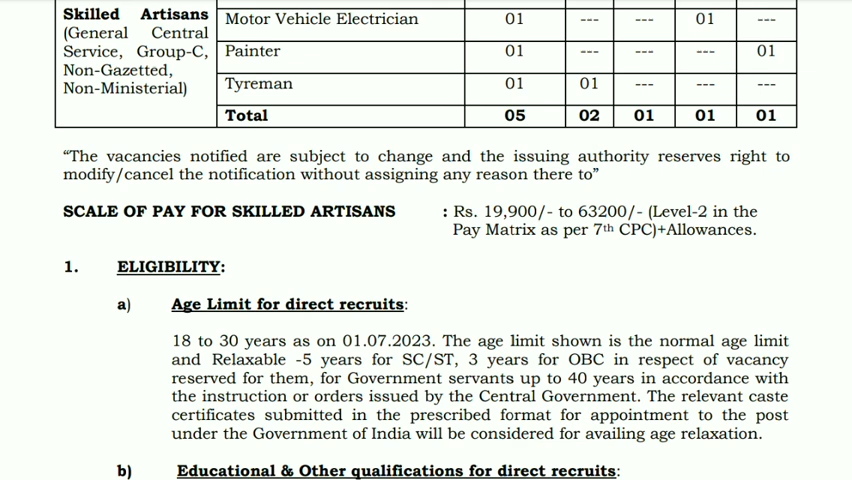 Skilled Artisans
(General Central
Service, Group-C,
Non-Gazetted,
Non-Ministerial)
Motor Vehicle Electrician 01 --- --- 01 ---
Painter 01 --- --- --- 01
Tyreman 01 01 --- --- ---
Total 05 02 01 01 01
“The vacancies notified are subject to change and the issuing authority reserves right to
modify/cancel the notification without assigning any reason there to”
SCALE OF PAY FOR SKILLED ARTISANS : Rs. 19,900/- to 63200/- (Level-2 in the
Pay Matrix as per 7th CPC)+Allowances.
1. ELIGIBILITY:
a) Age Limit for direct recruits:
18 to 30 years as on 01.07.2023. The age limit shown is the normal age limit
and Relaxable -5 years for SC/ST, 3 years for OBC in respect of vacancy
reserved for them, for Government servants up to 40 years in accordance with
the instruction or orders issued by the Central Government. The relevant caste
certificates submitted in the prescribed format for appointment to the post
under the Government of India will be considered for availing age relaxation.
b) Educational & Other qualifications for direct recruits: